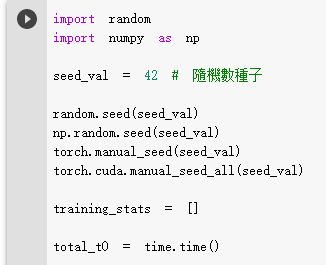 import random
import numpy as np
seed_val = 42 # 隨機數種子
random.seed(seed_val)
np.random.seed(seed_val)
torch.manual_seed(seed_val)
torch.cuda.manual_seed_all(seed_val)
training_stats = []
total_t0 = time.time()